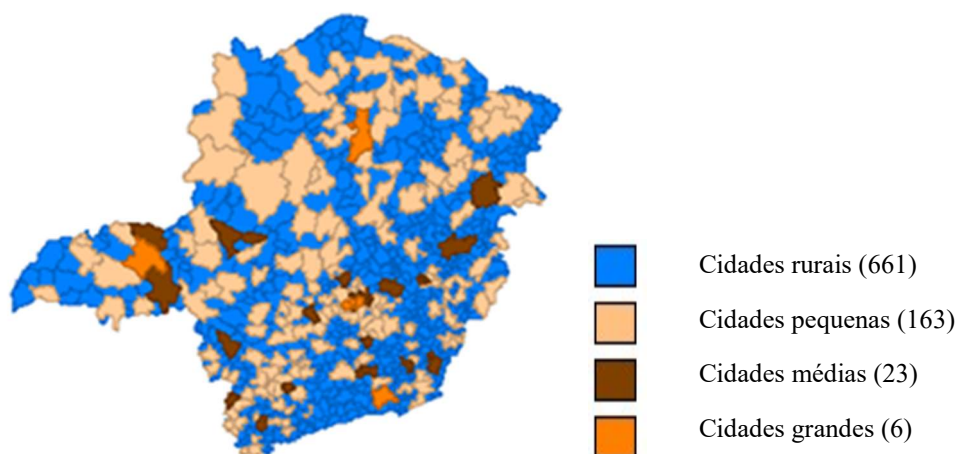 Cidades rurais (661)
Cidades pequenas (163)
Cidades médias (23)
Cidades grandes (6)